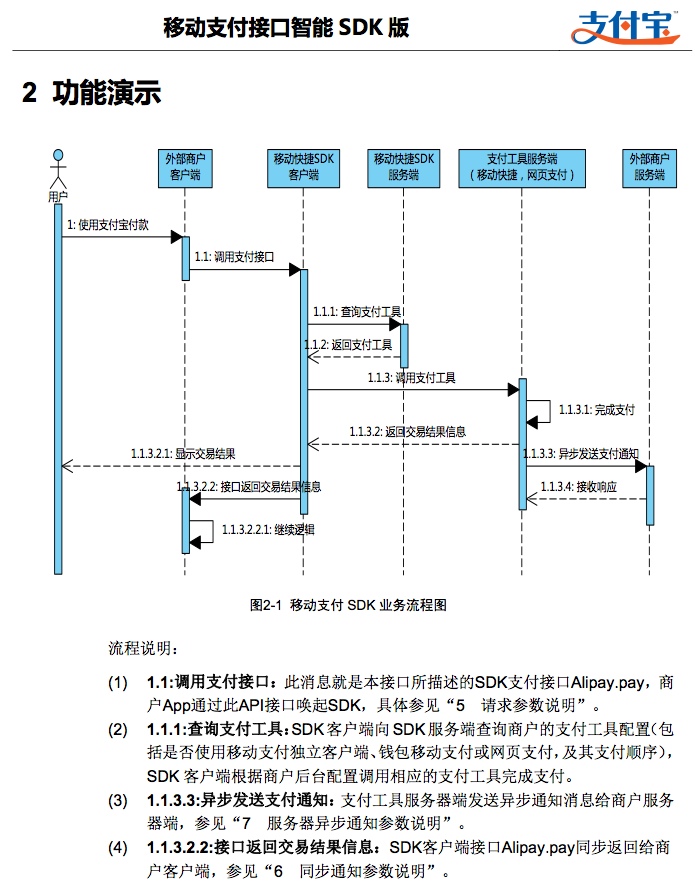 移动支付接口智能 SDK 版
支付宝
TM
2 功能演示
外部商户
客户端
移动快捷SDK
客户端
移动快捷SDK
服务端
支付工具服务端
（移动快捷，网页支付）
外部商户
服务端
用户
1: 使用支付宝付款
1.1: 调用支付接口
1.1.1: 查询支付工具
1.1.2: 返回支付工具
1.1.3: 调用支付工具
1.1.3.1: 完成支付
1.1.3.2: 返回交易结果信息
1.1.3.2.1: 显示交易结果
1.1.3.3: 异步发送支付通知
1.1.3.2.2: 接口返回交易结果信息
1.1.3.4: 接收响应
1.1.3.2.2.1: 继续逻辑
图2-1 移动支付 SDK 业务流程图
流程说明：
(1) 1.1:调用支付接口：此消息就是本接口所描述的SDK支付接口Alipay.pay，商
户App通过此API接口唤起SDK，具体参见“5 请求参数说明”。
(2) 1.1.1:查询支付工具：SDK客户端向SDK服务端查询商户的支付工具配置（包
括是否使用移动支付独立客户端、钱包移动支付或网页支付，及其支付顺序），
SDK 客户端根据商户后台配置调用相应的支付工具完成支付。
(3) 1.1.3.3:异步发送支付通知：支付工具服务器端发送异步通知消息给商户服务
器端，参见“7 服务器异步通知参数说明”。
(4) 1.1.3.2.2:接口返回交易结果信息：SDK客户端接口Alipay.pay同步返回给商
户客户端，参见“6 同步通知参数说明”。